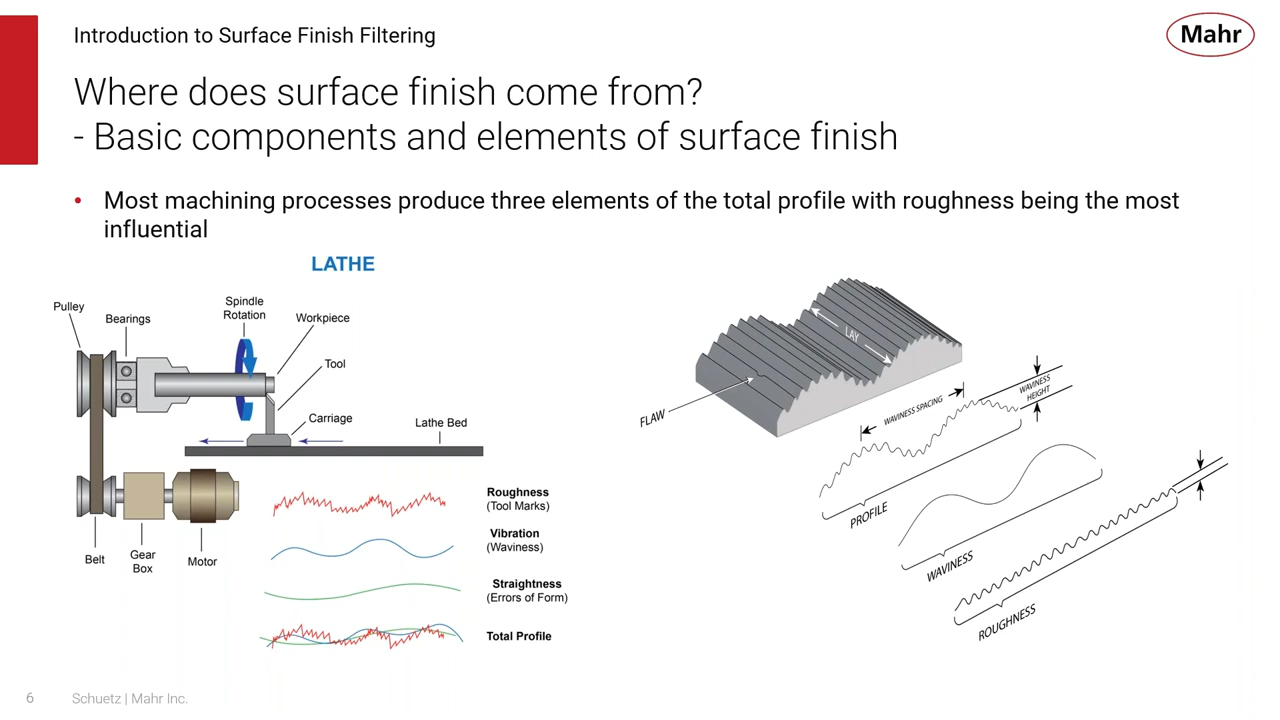 Introduction to Surface Finish Filtering
Mahr
Where does surface finish come from?
- Basic components and elements of surface finish
• Most machining processes produce three elements of the total profile with roughness being the most
influential
LATHE
Pulley
Bearings
Spindle
Rotation
Workpiece
Tool
Carriage
Lathe Bed
Belt
Gear
Box
Motor
Roughness
(Tool Marks)
Vibration
(Waviness)
Straightness
(Errors of Form)
Total Profile
LAY
FLAW
WAVINESS SPACING
WAVINESS
HEIGHT
PROFILE
WAVINESS
ROUGHNESS
6
Schuetz | Mahr Inc.